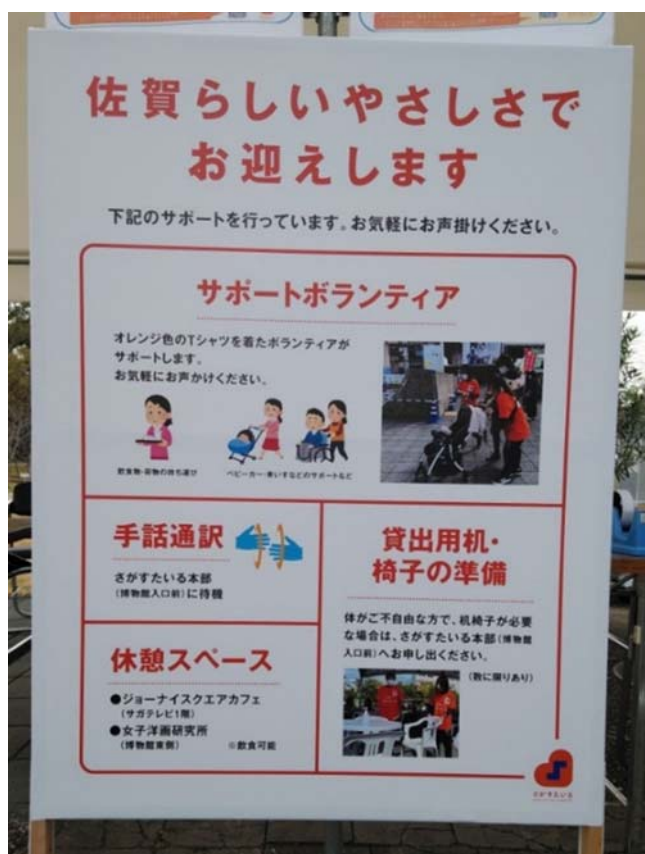 佐賀らしいやさしさで
お迎えします
下記のサポートを行っています。お気軽にお声掛けください。
サポートボランティア
オレンジ色のTシャツを着たボランティアが
サポートします。
お気軽にお声かけください。
飲食物・荷物の持ち運び
ベビーカー・車いすなどのサポートなど
手話通訳
さがすたいる本部
(博物館入口前)に待機
休憩スペース
●ジョーナイスクエアカフェ
(サガテレビ1階)
●女子洋画研究所
(博物館東側) ※飲食可能
貸出用机・
椅子の準備
体がご不自由な方で、机椅子が必要
な場合は、さがすたいる本部(博物館
入口前)へお申し出ください。
(数に限りあり)
さがすたいる